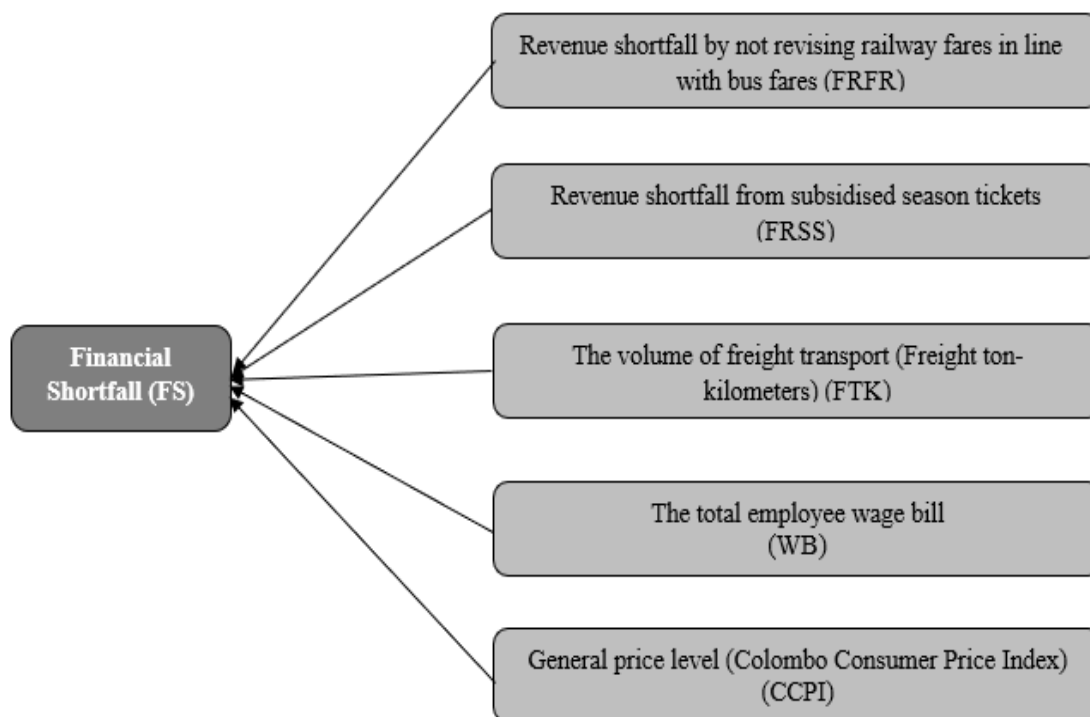 Revenue shortfall by not revising railway fares in line
with bus fares (FRFR)
Revenue shortfall from subsidised season tickets
(FRSS)
Financial
Shortfall (FS)
The volume of freight transport (Freight ton-
kilometers) (FTK)
The total employee wage bill
(WB)
General price level (Colombo Consumer Price Index)
(CCPI)